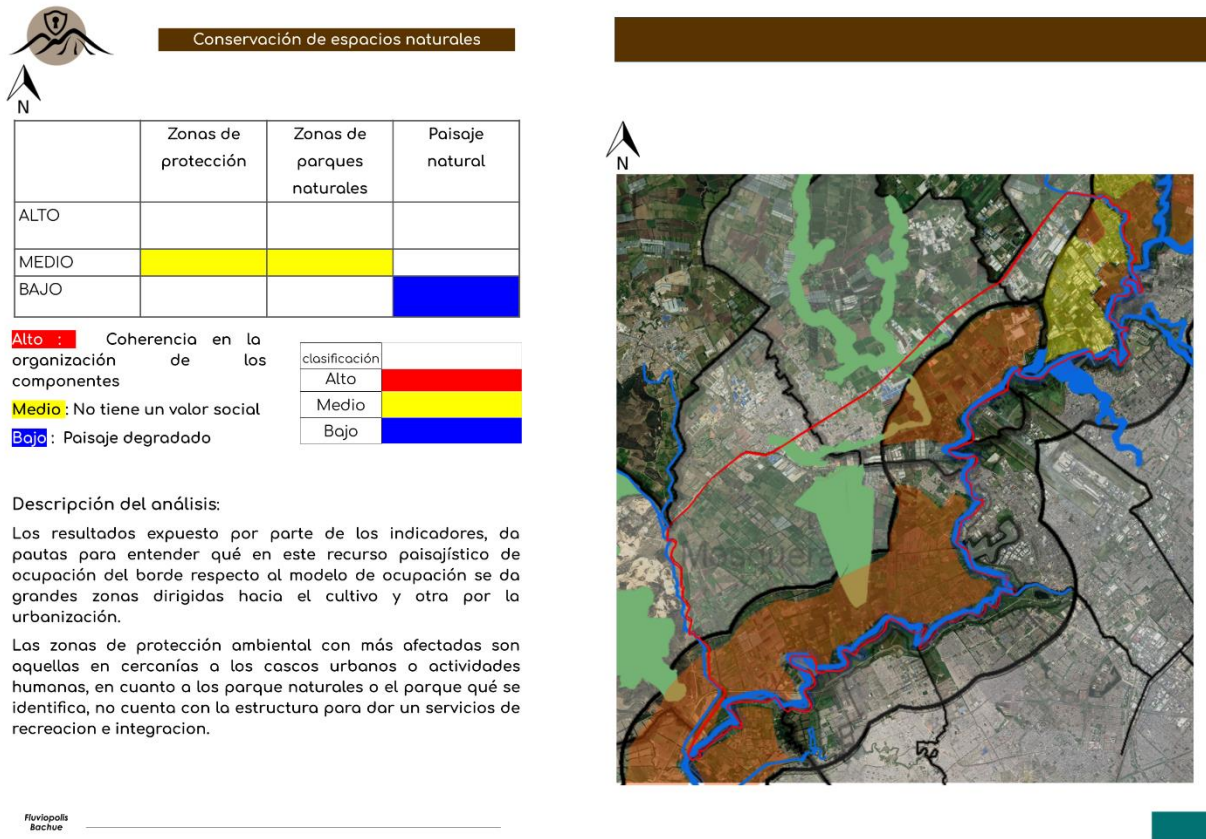 Conservación de espacios naturales
N
Zonas de
protección
Zonas de
parques
naturales
Paisaje
natural
ALTO
MEDIO
BAJO
Alto : Coherencia en la
organización de los
componentes
Medio : No tiene un valor social
Bajo : Paisaje degradado
clasificación
Alto
Medio
Bajo
Descripción del análisis:
Los resultados expuesto por parte de los indicadores, da
pautas para entender qué en este recurso paisajístico de
ocupación del borde respecto al modelo de ocupación se da
grandes zonas dirigidas hacia el cultivo y otra por la
urbanización.
Las zonas de protección ambiental con más afectadas son
aquellas en cercanías a los cascos urbanos o actividades
humanas, en cuanto a los parque naturales o el parque qué se
identifica, no cuenta con la estructura para dar un servicios de
recreacion e integracion.
Fluviopolis
Bachue
N
Mosquera